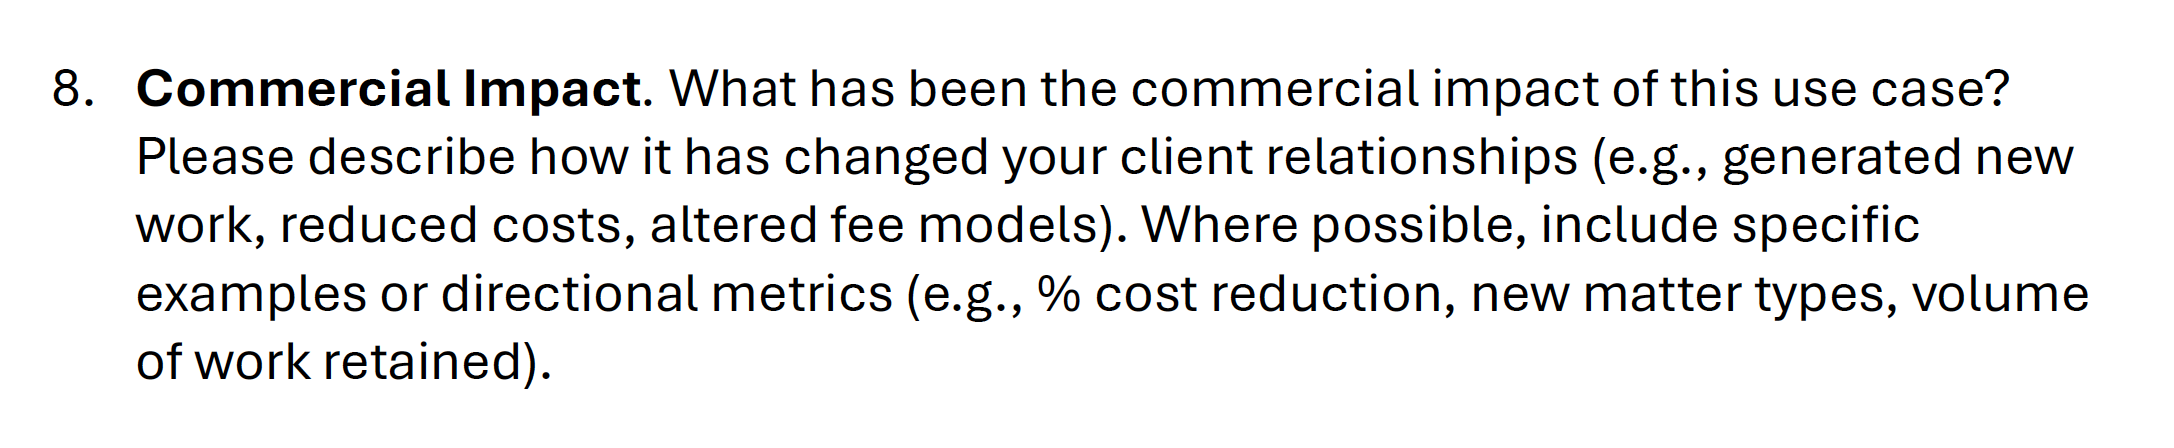 8. Commercial Impact. What has been the commercial impact of this use case?
Please describe how it has changed your client relationships (e.g., generated new
work, reduced costs, altered fee models). Where possible, include specific
examples or directional metrics (e.g., % cost reduction, new matter types, volume
of work retained).